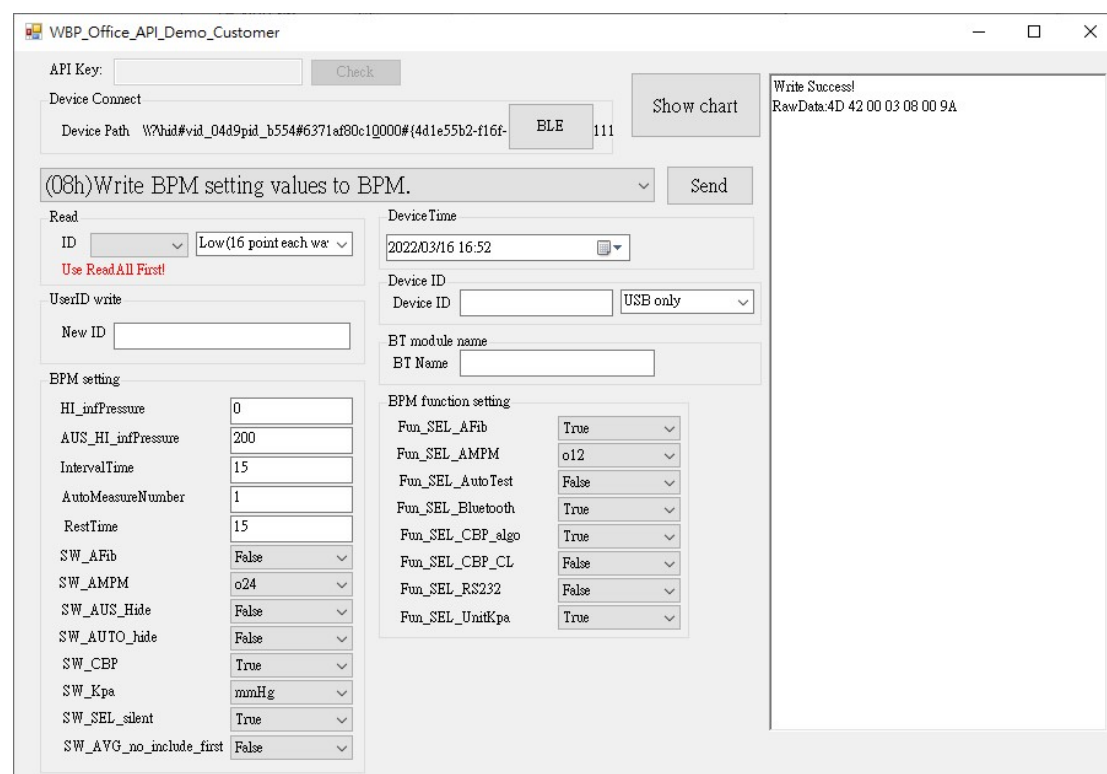 WBP_Office_API_Demo_Customer
API Key:
Check
Device Connect
Device Path \\?\hid#vid_04d9pid_b554#6371af80c10000#{4d1e55b2-f16f-
BLE
111
Show chart
Write Success!
RawData:4D 42 00 03 08 00 9A
(08h)Write BPM setting values to BPM.
Send
Read
ID
Low(16 point each wa
Use ReadAll First!
DeviceTime
2022/03/16 16:52
Device ID
Device ID
USB only
UserID write
New ID
BT module name
BT Name
BPM setting
HI_infPressure 0
AUS_HI_infPressure 200
IntervalTime 15
AutoMeasureNumber 1
RestTime 15
SW_AFib False
SW_AMPM o24
SW_AUS_Hide False
SW_AUTO_hide False
SW_CBP True
SW_Kpa mmHg
SW_SEL_silent True
SW_AVG_no_include_first False
BPM function setting
Fun_SEL_AFib True
Fun_SEL_AMPM o12
Fun_SEL_AutoTest False
Fun_SEL_Bluetooth True
Fun_SEL_CBP_algo True
Fun_SEL_CBP_CL False
Fun_SEL_RS232 False
Fun_SEL_UnitKpa True